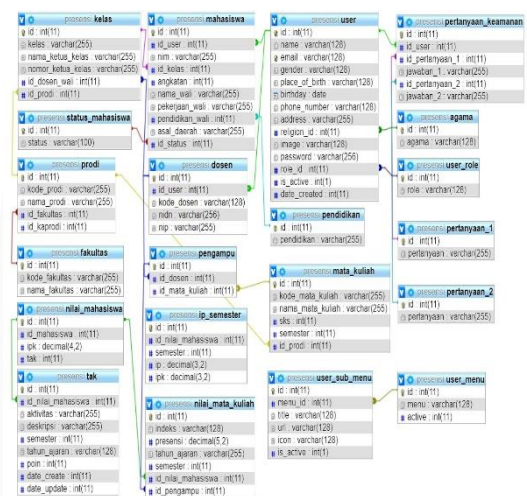 presensi kelas
id : int(11)
kelas : varchar(255)
nama_ketua_kelas : varchar(255)
nomor_ketua_kelas : varchar(255)
id_dosen_wali : int(11)
id_prodi : int(11)
presensi status_mahasiswa
id : int(11)
status : varchar(100)
presensi prodi
id : int(11)
kode_prodi : varchar(255)
nama_prodi : varchar(255)
id_fakultas : int(11)
id_kaprodi : int(11)
presensi fakultas
id : int(11)
kode_fakultas : varchar(255)
nama_fakultas : varchar(255)
presensi nilai_mahasiswa
id : int(11)
id_mahasiswa : int(11)
ipk : decimal(4,2)
tak : int(11)
presensi tak
id : int(11)
id_nilai_mahasiswa : int(11)
aktivitas : varchar(255)
deskripsi : varchar(255)
semester : int(11)
tahun_ajaran : varchar(128)
poin : int(11)
date_create : int(11)
date_update : int(11)
presensi mahasiswa
id : int(11)
id_user : int(11)
nim : varchar(255)
id_kelas : int(11)
angkatan : int(11)
nama_wali : varchar(255)
pekerjaan_wali : varchar(255)
pendidikan_wali : int(11)
asal_daerah : varchar(255)
id_status : int(11)
presensi dosen
id : int(11)
id_user : int(11)
kode_dosen : varchar(128)
nidn : varchar(256)
nip : varchar(255)
presensi pengampu
id : int(11)
id_dosen : int(11)
id_mata_kuliah : int(11)
presensi ip_semester
id : int(11)
id_nilai_mahasiswa : int(11)
semester : int(11)
ip : decimal(3,2)
ipk : decimal(3,2)
presensi nilai_mata_kuliah
id : int(11)
indeks : varchar(128)
presensi : decimal(5,2)
tahun_ajaran : varchar(255)
semester : int(11)
id_nilai_mahasiswa : int(11)
id_pengampu : int(11)
presensi user
id : int(11)
name : varchar(128)
email : varchar(128)
gender : varchar(128)
place_of_birth : varchar(128)
birthday : date
phone_number : varchar(128)
address : varchar(255)
religion_id : int(11)
image : varchar(128)
password : varchar(256)
role_id : int(11)
is_active : int(1)
date_created : int(11)
presensi pendidikan
id : int(11)
pendidikan : varchar(255)
presensi mata_kuliah
id : int(11)
kode_mata_kuliah : varchar(255)
nama_mata_kuliah : varchar(255)
sks : int(11)
semester : int(11)
id_prodi : int(11)
presensi user_sub_menu
id : int(11)
menu_id : int(11)
title : varchar(128)
url : varchar(128)
icon : varchar(128)
is_active : int(1)
presensi pertanyaan_keamanan
id : int(11)
id_user : int(11)
id_pertanyaan_1 : int(11)
jawaban_1 : varchar(255)
id_pertanyaan_2 : int(11)
jawaban_2 : varchar(255)
presensi agama
id : int(11)
agama : varchar(128)
presensi user_role
id : int(11)
role : varchar(128)
presensi pertanyaan_1
id : int(11)
pertanyaan : varchar(255)
presensi pertanyaan_2
id : int(11)
pertanyaan : varchar(255)
presensi user_menu
id : int(11)
menu : varchar(128)
active : int(11)